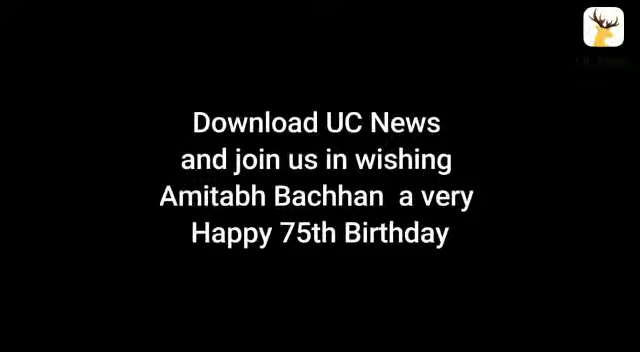 Download UC News
and join us in wishing
Amitabh Bachhan a very
Happy 75th Birthday